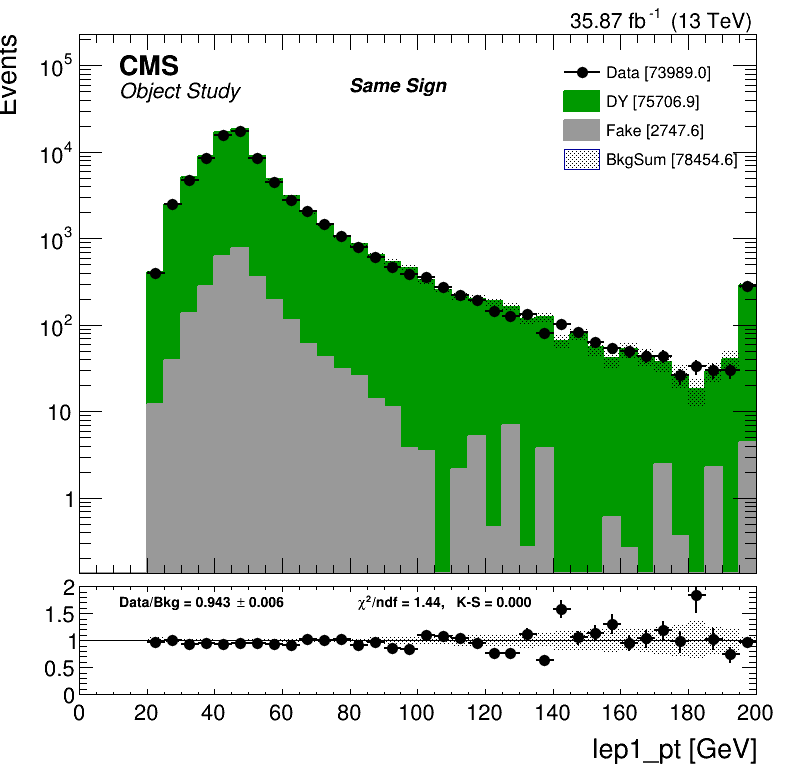 35.87 fb⁻¹ (13 TeV)
Events
CMS
Object Study
Same Sign
Data [73989.0]
DY [75706.9]
Fake [2747.6]
BkgSum [78454.6]
10⁵
10⁴
10³
10²
10
1
Data/Bkg = 0.943 ± 0.006
χ²/ndf = 1.44, K-S = 0.000
2
1.5
1
0.5
0
0 20 40 60 80 100 120 140 160 180 200
lep1_pt [GeV]